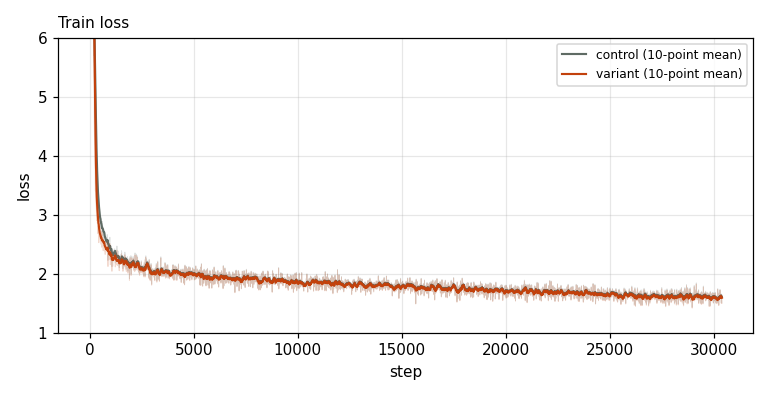 Train loss
6
5
4
3
2
1
loss
control (10-point mean)
variant (10-point mean)
0
5000
10000
15000
20000
25000
30000
step